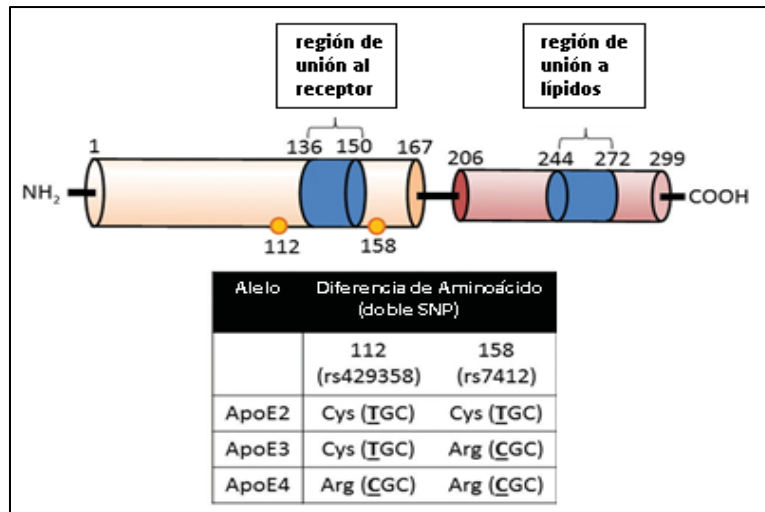 región de
unión al
receptor
región de
unión a
lípidos
1 136 150 167 206 244 272 299
NH₂ COOH
112 158
Alelo Diferencia de Aminoácido
(doble SNP)
112 158
(rs429358) (rs7412)
ApoE2 Cys (TGC) Cys (TGC)
ApoE3 Cys (TGC) Arg (CGC)
ApoE4 Arg (CGC) Arg (CGC)